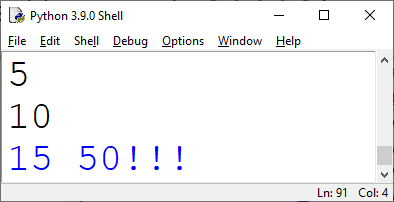 Python 3.9.0 Shell
File Edit Shell Debug Options Window Help
5
10
15 50!!!
Ln: 91 Col: 4